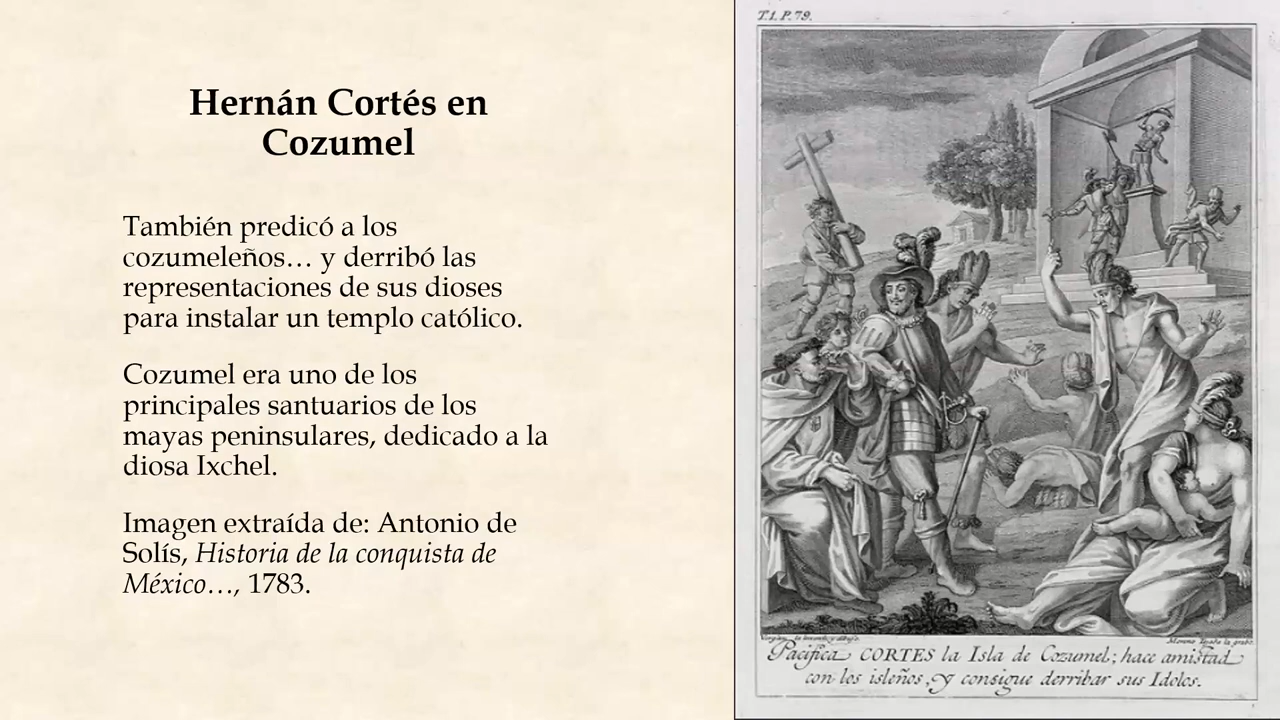 Hernán Cortés en
Cozumel
También predicó a los
cozumeleños… y derribó las
representaciones de sus dioses
para instalar un templo católico.
Cozumel era uno de los
principales santuarios de los
mayas peninsulares, dedicado a la
diosa Ixchel.
Imagen extraída de: Antonio de
Solís, Historia de la conquista de
México…, 1783.
T.1. P. 79.
Pacifica CORTES la Isla de Cozumel; hace amistad
con los isleños, y consigue derribar sus Idolos.